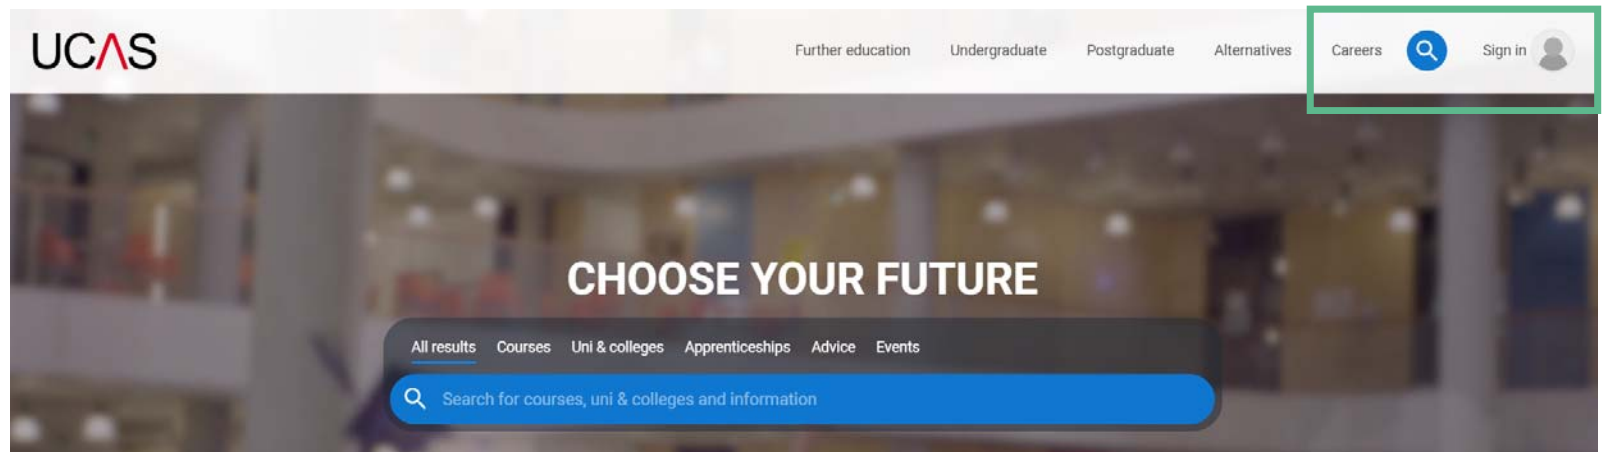 UCAS
Further education Undergraduate Postgraduate Alternatives Careers Sign in
CHOOSE YOUR FUTURE
All results Courses Uni & colleges Apprenticeships Advice Events
Search for courses, uni & colleges and information